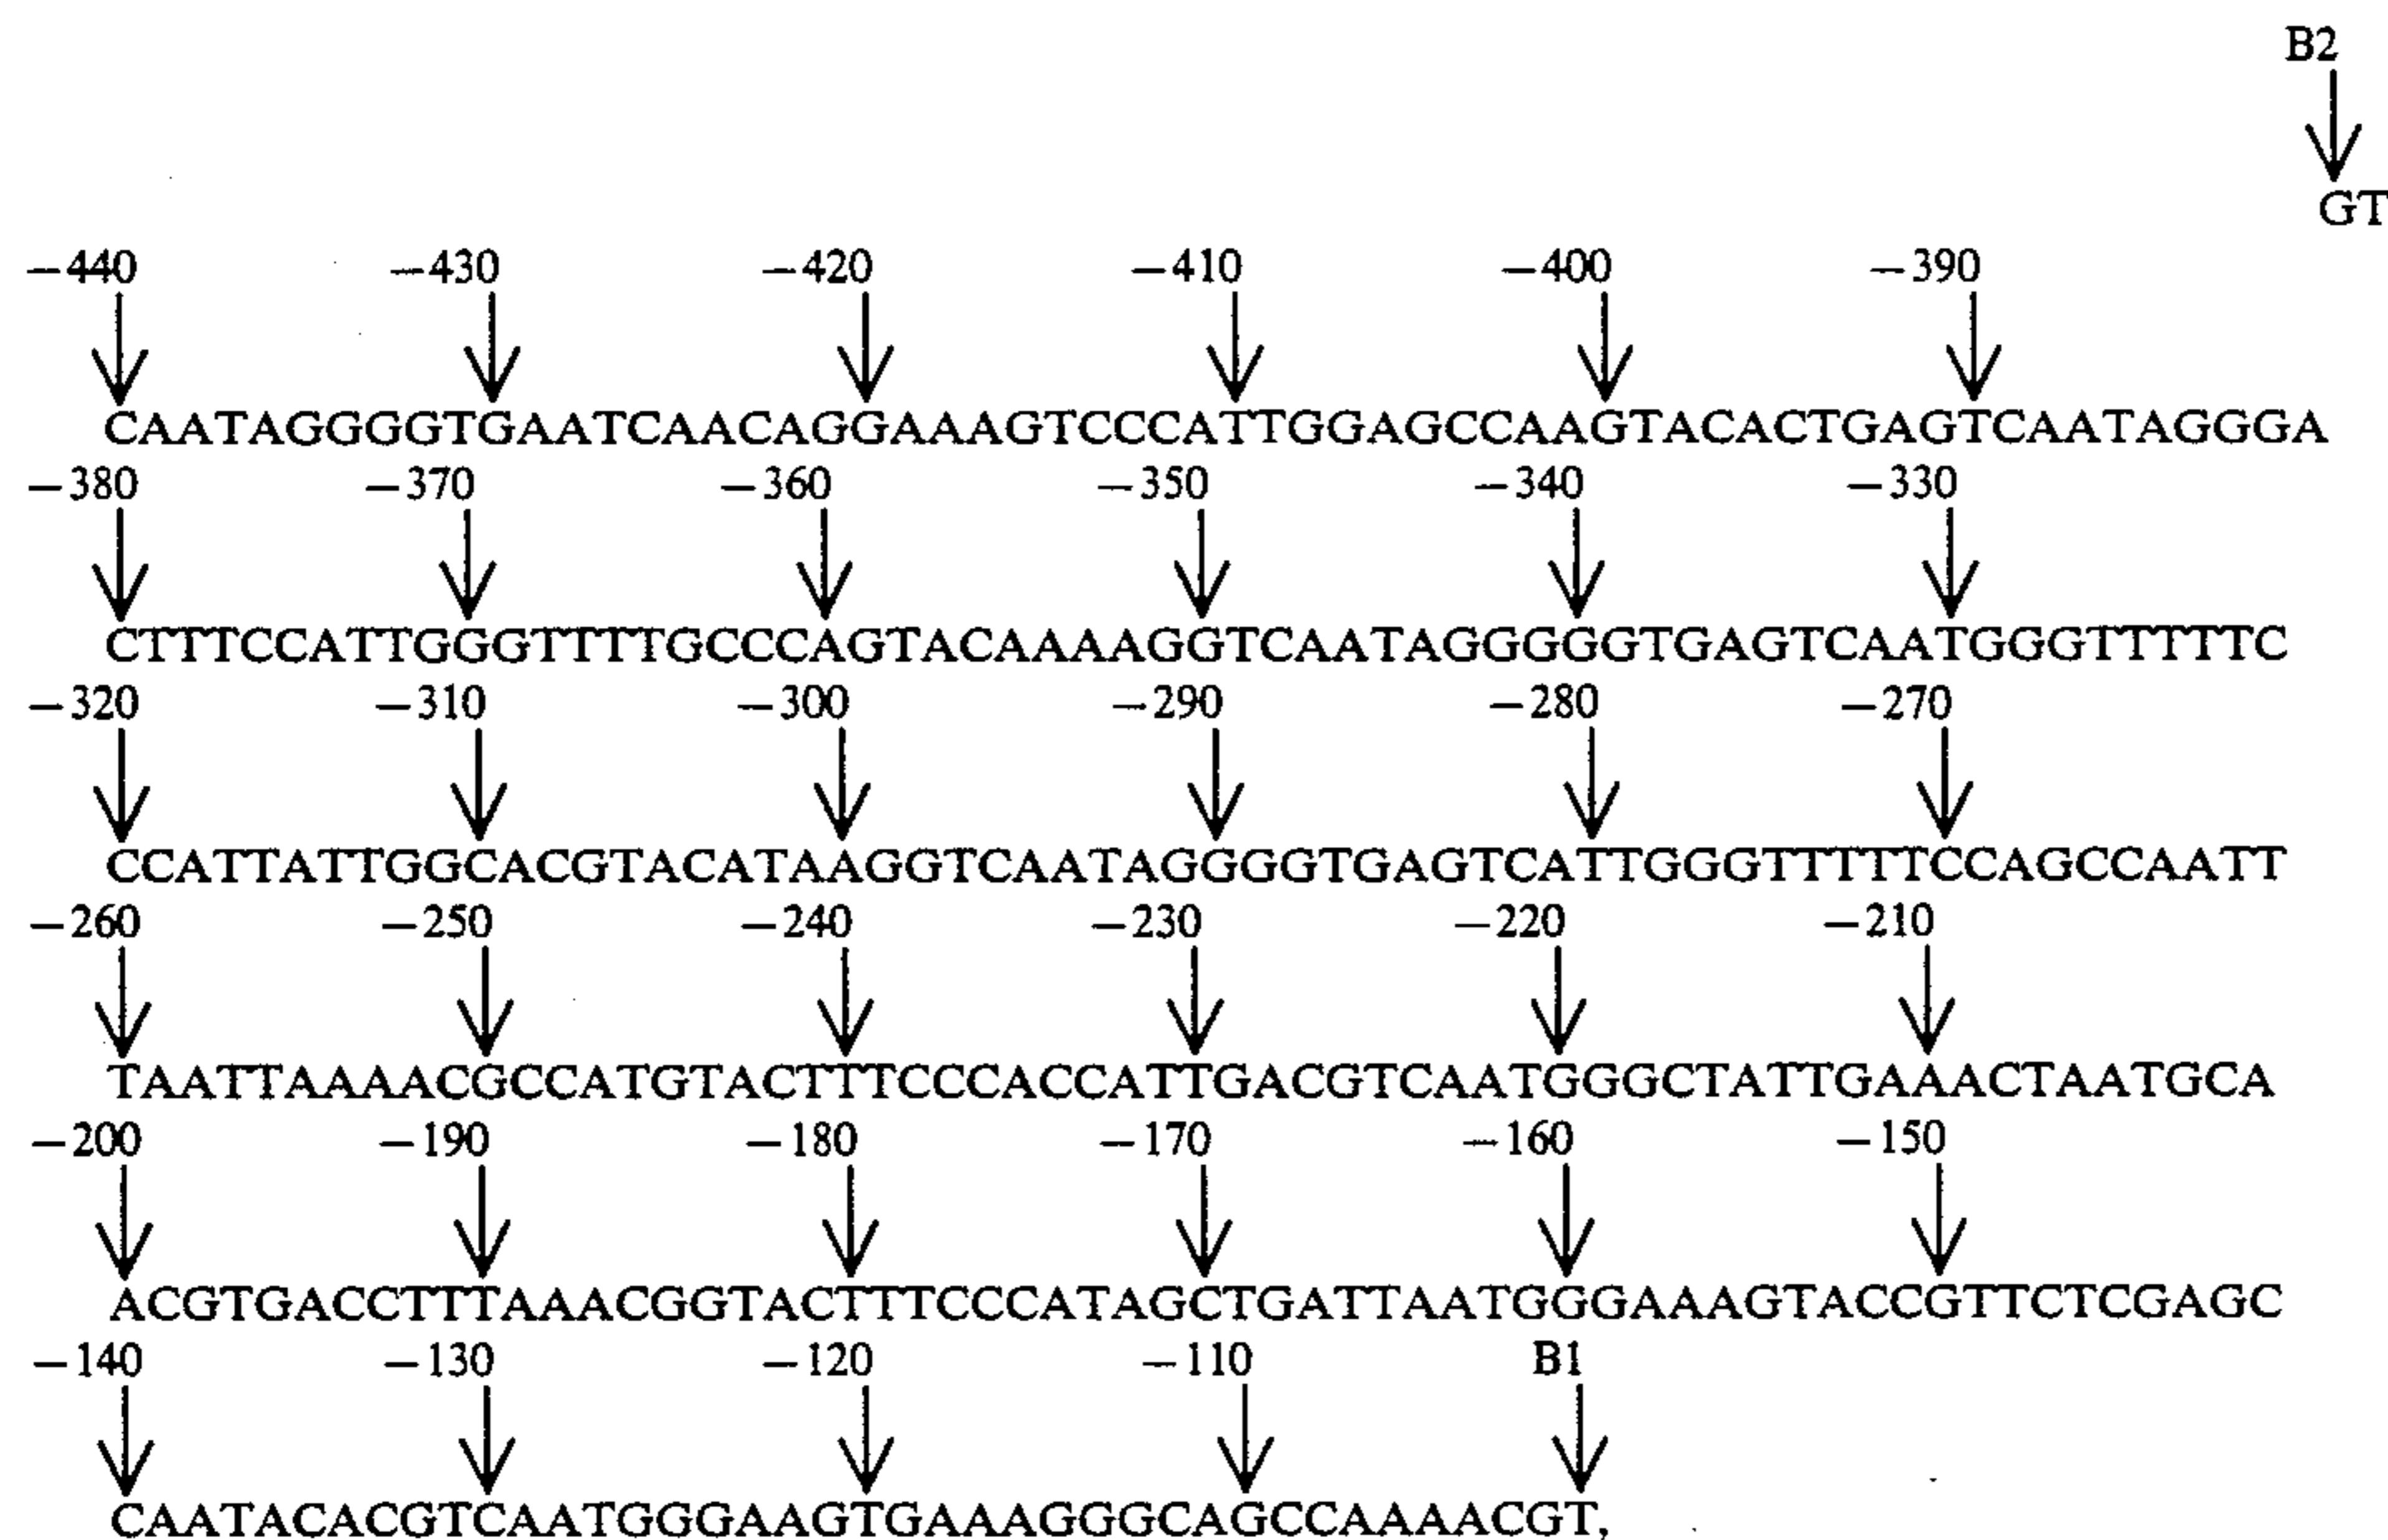 B2
GT
−440 −430 −420 −410 −400 −390
CAATAGGGGTGAATCAACAGGAAAGTCCCATTGGAGCCAAGTACACTGAGTCAATAGGGA
−380 −370 −360 −350 −340 −330
CTTTCCATTGGGTTTTGCCCAGTACAAAAGGTCAATAGGGGGTGAGTCAATGGGTTTTTC
−320 −310 −300 −290 −280 −270
CCATTATTGGCACGTACATAAGGTCAATAGGGGTGAGTCATTGGGTTTTTCCAGCCAATT
−260 −250 −240 −230 −220 −210
TAATTAAAACGCCATGTACTTTCCCACCATTGACGTCAATGGGCTATTGAAACTAATGCA
−200 −190 −180 −170 −160 −150
ACGTGACCTTTAAACGGTACTTTCCCATAGCTGATTAATGGGAAAGTACCGTTCTCGAGC
−140 −130 −120 −110 B1
CAATACACGTCAATGGGAAGTGAAAGGGCAGCCAAAACGT,